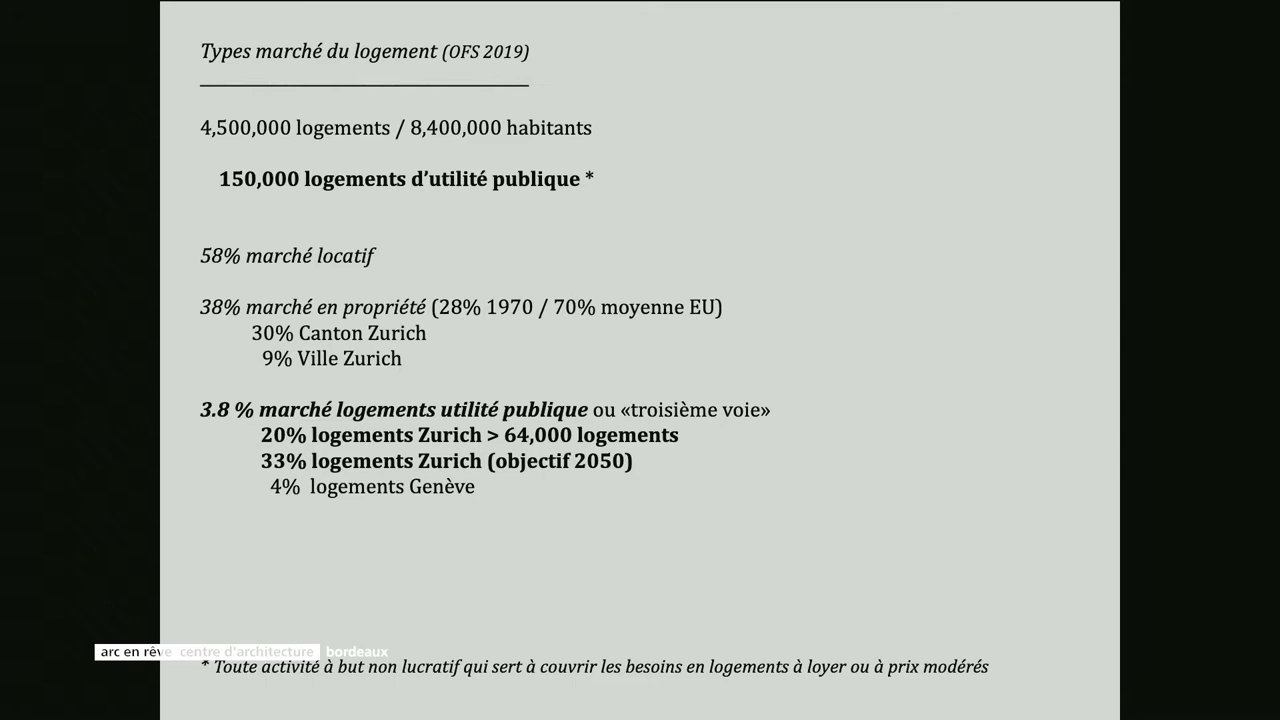 Types marché du logement (OFS 2019)
4,500,000 logements / 8,400,000 habitants
150,000 logements d’utilité publique *
58% marché locatif
38% marché en propriété (28% 1970 / 70% moyenne EU)
30% Canton Zurich
9% Ville Zurich
3.8 % marché logements utilité publique ou «troisième voie»
20% logements Zurich > 64,000 logements
33% logements Zurich (objectif 2050)
4% logements Genève
arc en rêve centre d'architecture bordeaux
* Toute activité à but non lucratif qui sert à couvrir les besoins en logements à loyer ou à prix modérés